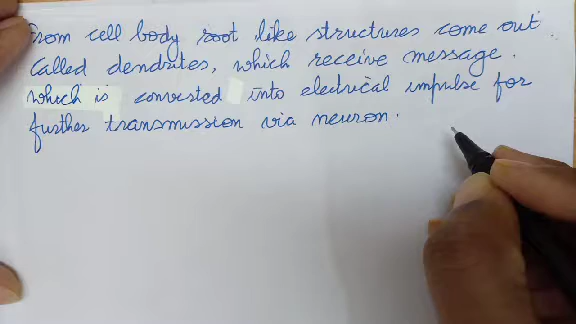 From cell body root like structures come out
Called dendrites, which receive message.
which is converted into electrical impulse for
further transmission via neuron.